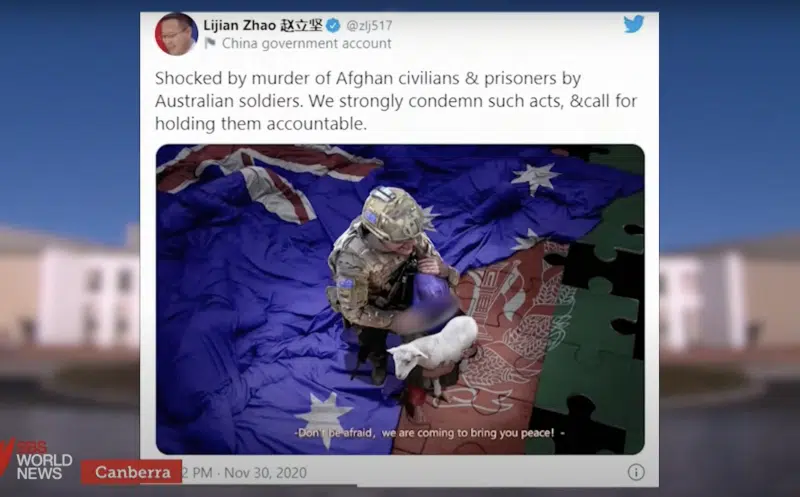 Lijian Zhao 赵立坚 @zlj517
China government account
Shocked by murder of Afghan civilians & prisoners by
Australian soldiers. We strongly condemn such acts, &call for
holding them accountable.
-Don't be afraid, we are coming to bring you peace! -
2 PM · Nov 30, 2020
SBS
WORLD
NEWS
Canberra